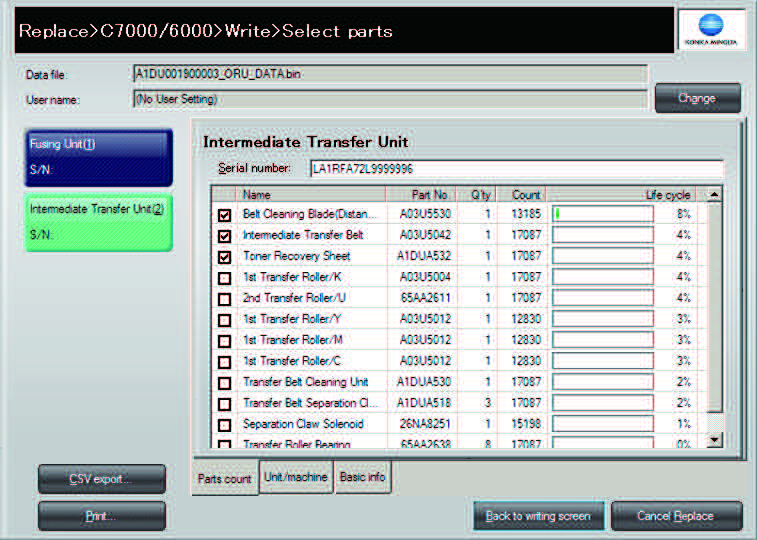 Replace>C7000/6000>Write>Select parts
KONICA MINOLTA
Data file: A1DU001900003_ORU_DATA.bin
User name: (No User Setting)
Change
Fusing Unit(1)
S/N:
Intermediate Transfer Unit(2)
S/N:
Intermediate Transfer Unit
Serial number: LA1RFA72L9999996
Name Part No. Q'ty Count Life cycle
Belt Cleaning Blade(Distan... A03U5530 1 13185 8%
Intermediate Transfer Belt A03U5042 1 17087 4%
Toner Recovery Sheet A1DUA532 1 17087 4%
1st Transfer Roller/K A03U5004 1 17087 4%
2nd Transfer Roller/U 65AA2611 1 17087 4%
1st Transfer Roller/Y A03U5012 1 12830 3%
1st Transfer Roller/M A03U5012 1 12830 3%
1st Transfer Roller/C A03U5012 1 12830 3%
Transfer Belt Cleaning Unit A1DUA530 1 17087 2%
Transfer Belt Separation Cl... A1DUA518 3 17087 2%
Separation Claw Solenoid 26NA8251 1 15198 1%
Transfer Roller Bearing 65AA2638 8 17087 0%
Parts count Unit/machine Basic info
CSV export...
Print...
Back to writing screen
Cancel Replace